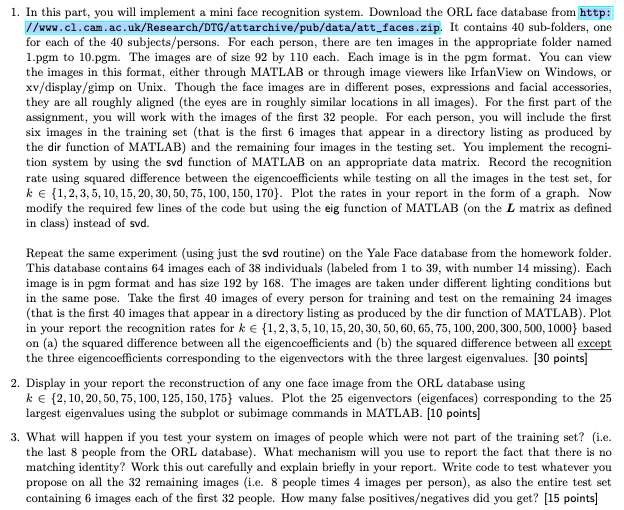 1. In this part, you will implement a mini face recognition system. Download the ORL face database from http:
//www.cl.cam.ac.uk/Research/DTG/attarchive/pub/data/att_faces.zip. It contains 40 sub-folders, one
for each of the 40 subjects/persons. For each person, there are ten images in the appropriate folder named
1.pgm to 10.pgm. The images are of size 92 by 110 each. Each image is in the pgm format. You can view
the images in this format, either through MATLAB or through image viewers like IrfanView on Windows, or
xv/display/gimp on Unix. Though the face images are in different poses, expressions and facial accessories,
they are all roughly aligned (the eyes are in roughly similar locations in all images). For the first part of the
assignment, you will work with the images of the first 32 people. For each person, you will include the first
six images in the training set (that is the first 6 images that appear in a directory listing as produced by
the dir function of MATLAB) and the remaining four images in the testing set. You implement the recogni-
tion system by using the svd function of MATLAB on an appropriate data matrix. Record the recognition
rate using squared difference between the eigencoefficients while testing on all the images in the test set, for
k ∈ {1, 2, 3, 5, 10, 15, 20, 30, 50, 75, 100, 150, 170}. Plot the rates in your report in the form of a graph. Now
modify the required few lines of the code but using the eig function of MATLAB (on the L matrix as defined
in class) instead of svd.
Repeat the same experiment (using just the svd routine) on the Yale Face database from the homework folder.
This database contains 64 images each of 38 individuals (labeled from 1 to 39, with number 14 missing). Each
image is in pgm format and has size 192 by 168. The images are taken under different lighting conditions but
in the same pose. Take the first 40 images of every person for training and test on the remaining 24 images
(that is the first 40 images that appear in a directory listing as produced by the dir function of MATLAB). Plot
in your report the recognition rates for k ∈ {1, 2, 3, 5, 10, 15, 20, 30, 50, 60, 65, 75, 100, 200, 300, 500, 1000} based
on (a) the squared difference between all the eigencoefficients and (b) the squared difference between all except
the three eigencoefficients corresponding to the eigenvectors with the three largest eigenvalues. [30 points]
2. Display in your report the reconstruction of any one face image from the ORL database using
k ∈ {2, 10, 20, 50, 75, 100, 125, 150, 175} values. Plot the 25 eigenvectors (eigenfaces) corresponding to the 25
largest eigenvalues using the subplot or subimage commands in MATLAB. [10 points]
3. What will happen if you test your system on images of people which were not part of the training set? (i.e.
the last 8 people from the ORL database). What mechanism will you use to report the fact that there is no
matching identity? Work this out carefully and explain briefly in your report. Write code to test whatever you
propose on all the 32 remaining images (i.e. 8 people times 4 images per person), as also the entire test set
containing 6 images each of the first 32 people. How many false positives/negatives did you get? [15 points]